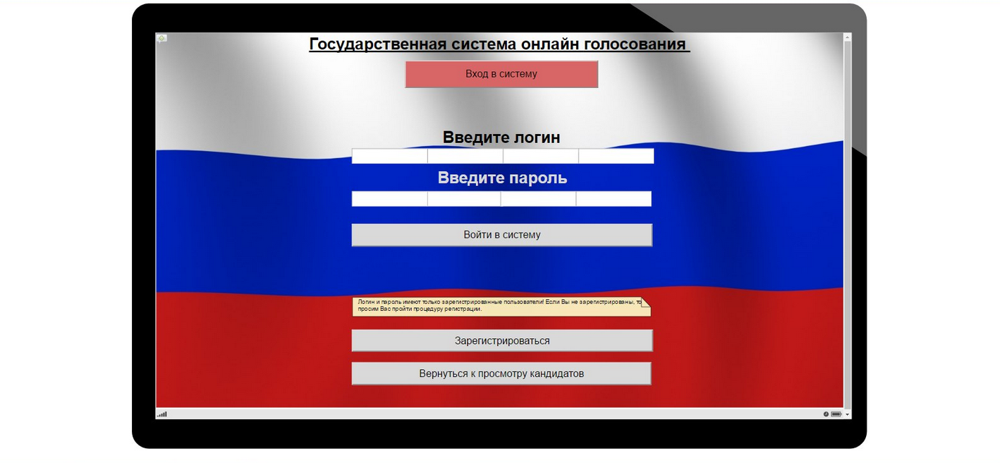 Государственная система онлайн голосования
Вход в систему
Введите логин
Введите пароль
Войти в систему
Логин и пароль имеют только зарегистрированные пользователи! Если Вы не зарегистрированы, то
просим Вас пройти процедуру регистрации.
Зарегистрироваться
Вернуться к просмотру кандидатов